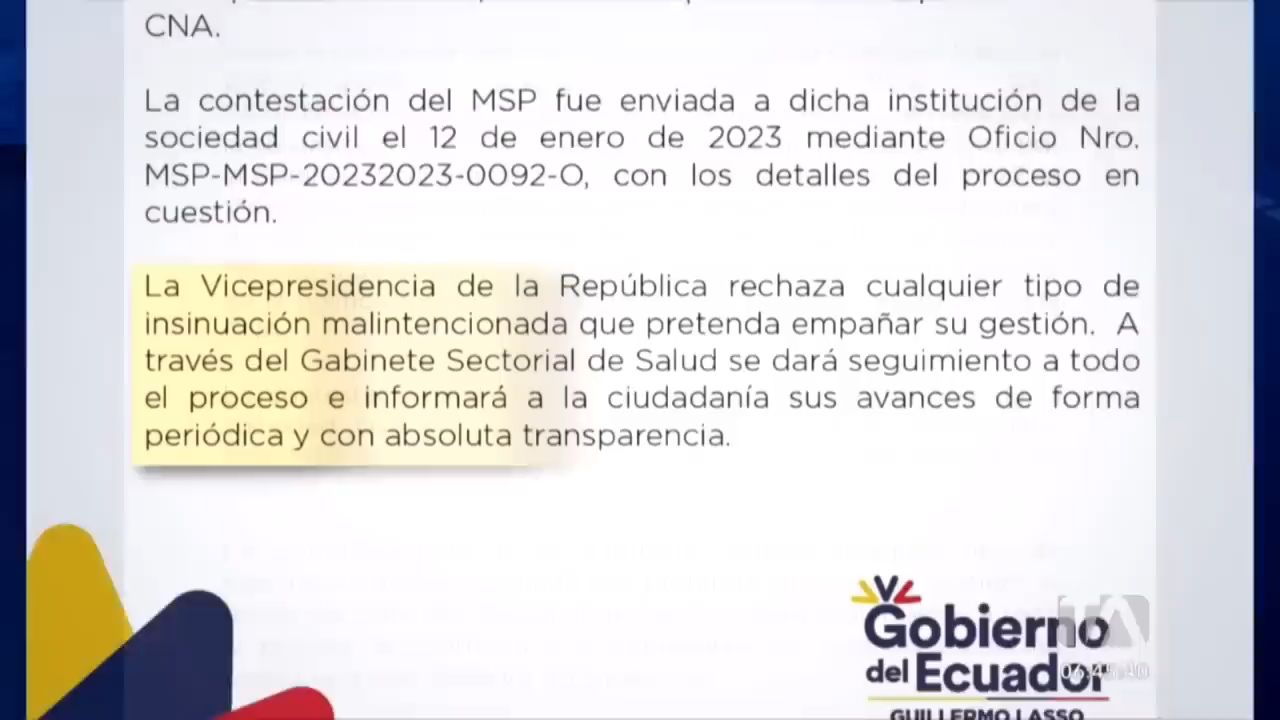 CNA.
La contestación del MSP fue enviada a dicha institución de la
sociedad civil el 12 de enero de 2023 mediante Oficio Nro.
MSP-MSP-20232023-0092-O, con los detalles del proceso en
cuestión.
La Vicepresidencia de la República rechaza cualquier tipo de
insinuación malintencionada que pretenda empañar su gestión. A
través del Gabinete Sectorial de Salud se dará seguimiento a todo
el proceso e informará a la ciudadanía sus avances de forma
periódica y con absoluta transparencia.
Gobierno
TA
del Ecuador
GUILLERMO LASSO